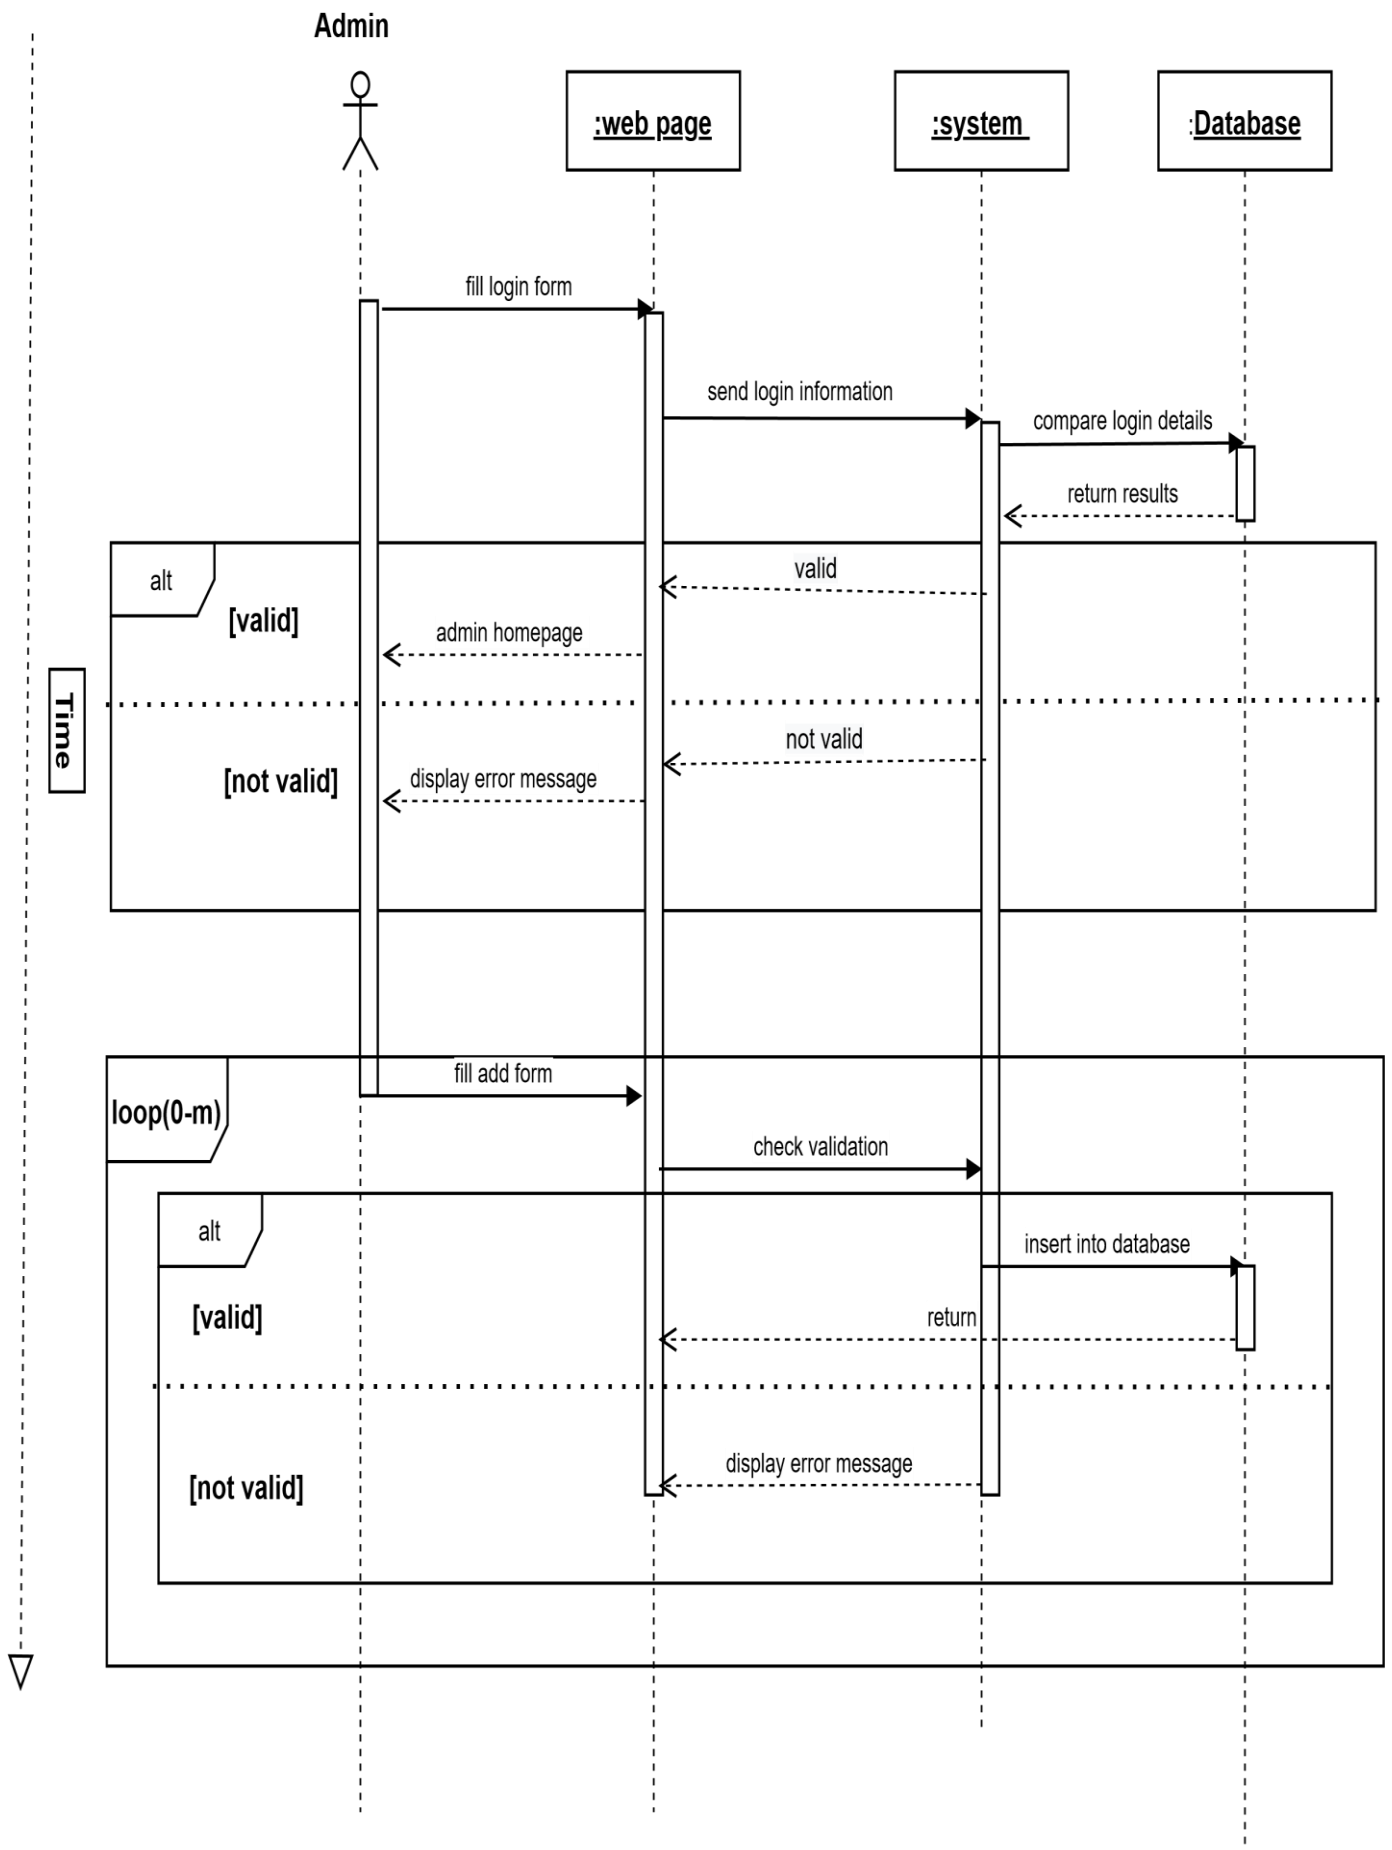 Admin
:web page
:system
:Database
fill login form
send login information
compare login details
return results
alt
valid
[valid]
admin homepage
Time
not valid
[not valid]
display error message
loop(0-m)
fill add form
check validation
alt
insert into database
[valid]
return
display error message
[not valid]